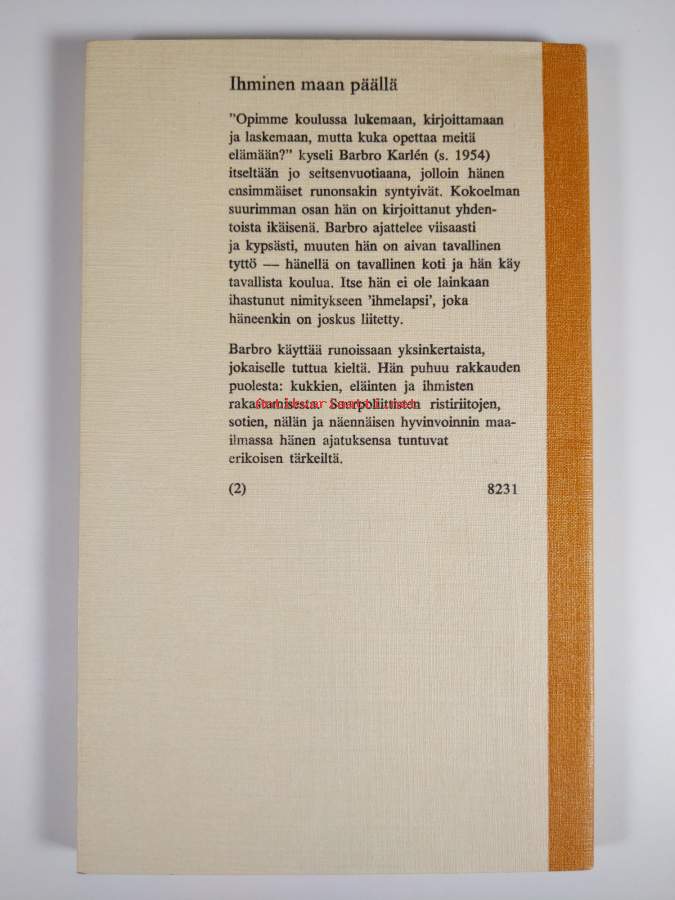 Ihminen maan päällä
"Opimme koulussa lukemaan, kirjoittamaan
ja laskemaan, mutta kuka opettaa meitä
elämään?" kyseli Barbro Karlén (s. 1954)
itseltään jo seitsenvuotiaana, jolloin hänen
ensimmäiset runonsakin syntyivät. Kokoelman
suurimman osan hän on kirjoittanut yhden-
toista ikäisenä. Barbro ajattelee viisaasti
ja kypsästi, muuten hän on aivan tavallinen
tyttö — hänellä on tavallinen koti ja hän käy
tavallista koulua. Itse hän ei ole lainkaan
ihastunut nimitykseen 'ihmelapsi', joka
häneenkin on joskus liitetty.
Barbro käyttää runoissaan yksinkertaista,
jokaiselle tuttua kieltä. Hän puhuu rakkauden
puolesta: kukkien, eläinten ja ihmisten
rakastamisesta. Suurpoliittisten ristiriitojen,
sotien, nälän ja näennäisen hyvinvoinnin maa-
ilmassa hänen ajatuksensa tuntuvat
erikoisen tärkeiltä.
(2) 8231